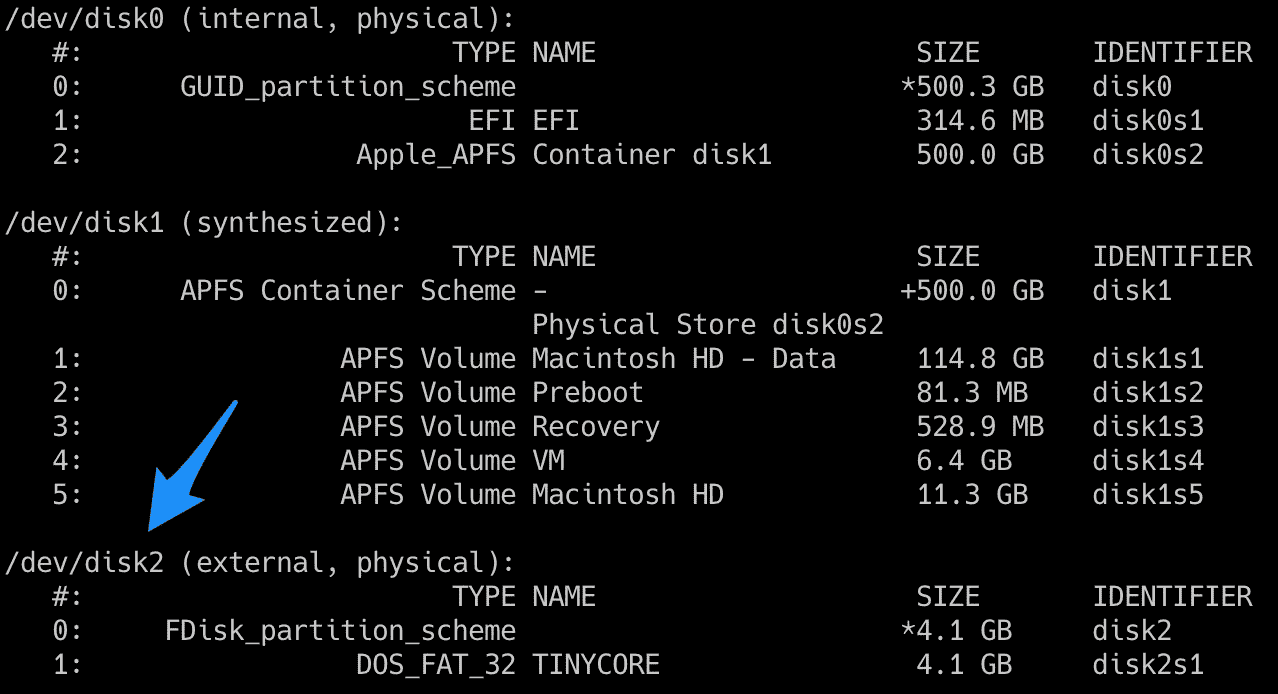 /dev/disk0 (internal, physical):
   #:                       TYPE NAME                    SIZE       IDENTIFIER
   0:      GUID_partition_scheme                        *500.3 GB   disk0
   1:                        EFI EFI                     314.6 MB   disk0s1
   2:                 Apple_APFS Container disk1         500.0 GB   disk0s2

/dev/disk1 (synthesized):
   #:                       TYPE NAME                    SIZE       IDENTIFIER
   0:      APFS Container Scheme -                      +500.0 GB   disk1
                                 Physical Store disk0s2
   1:                APFS Volume Macintosh HD - Data     114.8 GB   disk1s1
   2:                APFS Volume Preboot                 81.3 MB    disk1s2
   3:                APFS Volume Recovery                528.9 MB   disk1s3
   4:                APFS Volume VM                      6.4 GB     disk1s4
   5:                APFS Volume Macintosh HD            11.3 GB    disk1s5

/dev/disk2 (external, physical):
   #:                       TYPE NAME                    SIZE       IDENTIFIER
   0:     FDisk_partition_scheme                        *4.1 GB     disk2
   1:                 DOS_FAT_32 TINYCORE                4.1 GB     disk2s1